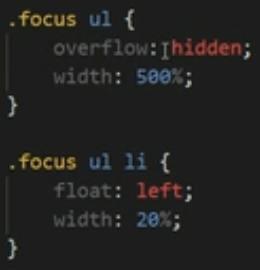 .focus ul {
overflow: hidden;
width: 500%;
}
.focus ul li {
float: left;
width: 20%;
}